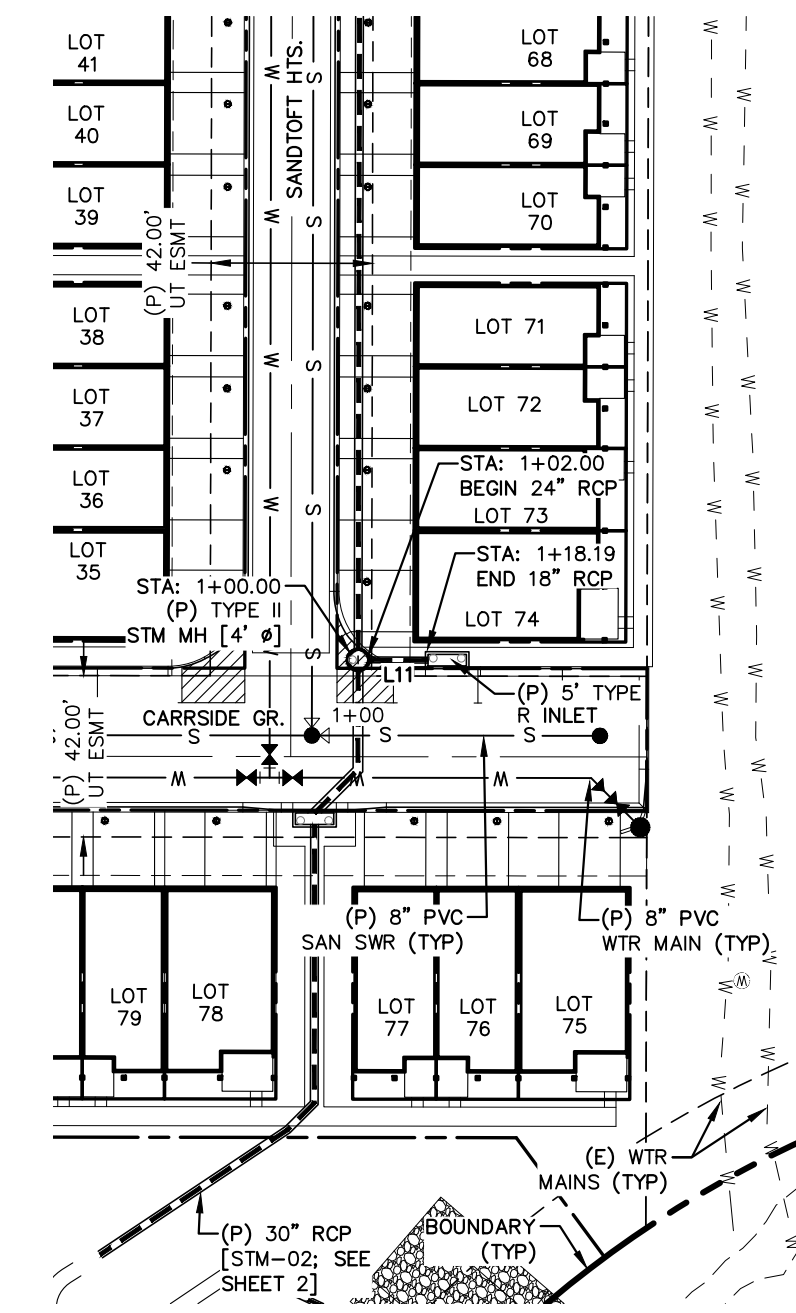 LOT
41
LOT
40
LOT
39
LOT
38
LOT
37
LOT
36
LOT
35
(P) 42.00'
UT ESMT
SANDTOFT HTS.
W
W
W
W
S
S
S
S
S
LOT
68
LOT
69
LOT
70
LOT 71
LOT 72
STA: 1+02.00
BEGIN 24" RCP
LOT 73
STA: 1+18.19
END 18" RCP
LOT 74
STA: 1+00.00
(P) TYPE II
STM MH [4' Ø]
L11
(P) 5' TYPE
R INLET
CARRSIDE GR.
1+00
(P) 42.00'
UT ESMT
S
S
S
W
W
W
(P) 8" PVC
SAN SWR (TYP)
(P) 8" PVC
WTR MAIN (TYP)
LOT
79
LOT
78
LOT
77
LOT
76
LOT
75
W
(E) WTR
MAINS (TYP)
BOUNDARY
(TYP)
(P) 30" RCP
[STM-02; SEE
SHEET 2]